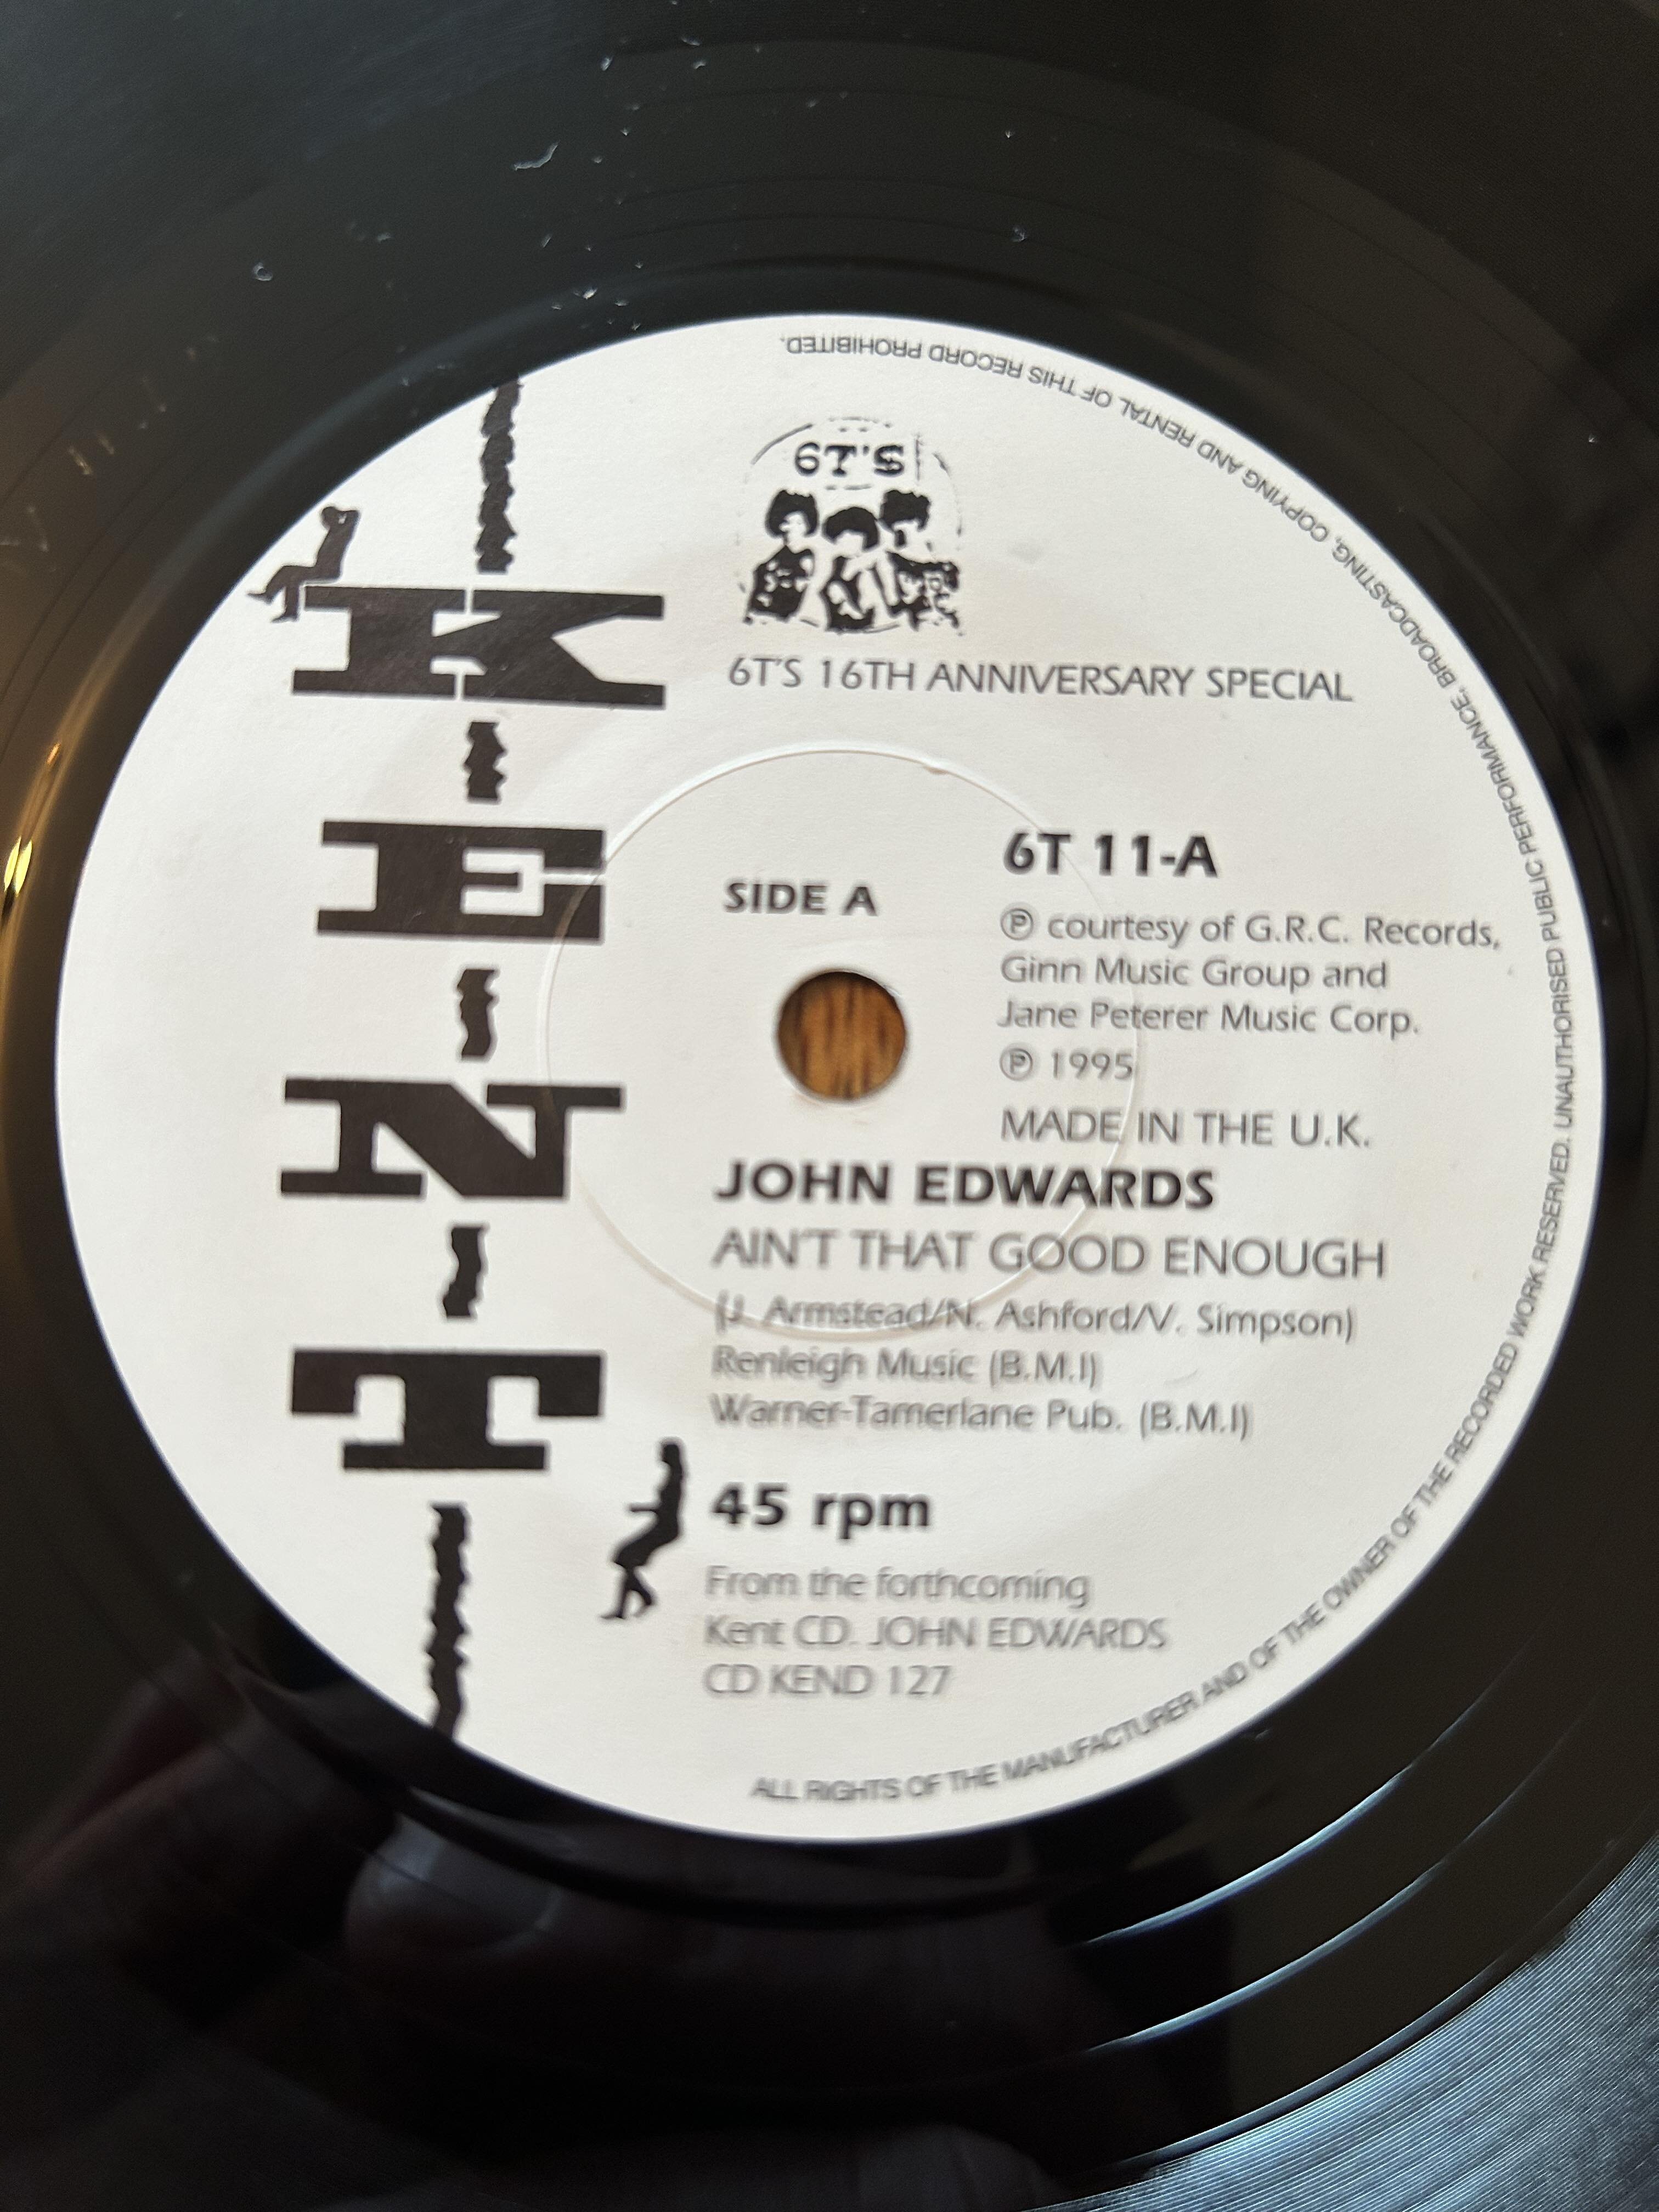 K-E-N-T
6T'S
6T'S 16TH ANNIVERSARY SPECIAL
SIDE A
6T 11-A
℗ courtesy of G.R.C. Records,
Ginn Music Group and
Jane Peterer Music Corp.
℗ 1995
MADE IN THE U.K.
JOHN EDWARDS
AIN'T THAT GOOD ENOUGH
(J. Armstead/N. Ashford/V. Simpson)
Renleigh Music (B.M.I)
Warner-Tamerlane Pub. (B.M.I)
45 rpm
From the forthcoming
Kent CD. JOHN EDWARDS
CD KEND 127
ALL RIGHTS OF THE MANUFACTURER AND OF THE OWNER OF THE RECORDED WORK RESERVED. UNAUTHORISED PUBLIC PERFORMANCE, BROADCASTING, COPYING AND RENTAL OF THIS RECORD PROHIBITED.